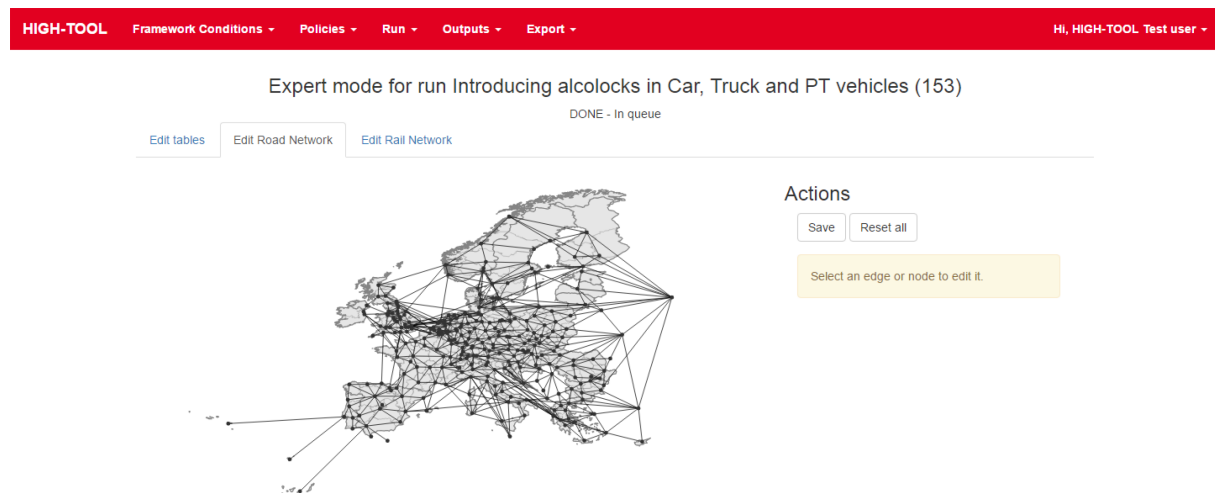 HIGH-TOOL Framework Conditions Policies Run Outputs Export Hi, HIGH-TOOL Test user
Expert mode for run Introducing alcolocks in Car, Truck and PT vehicles (153)
DONE - In queue
Edit tables Edit Road Network Edit Rail Network
Actions
Save Reset all
Select an edge or node to edit it.